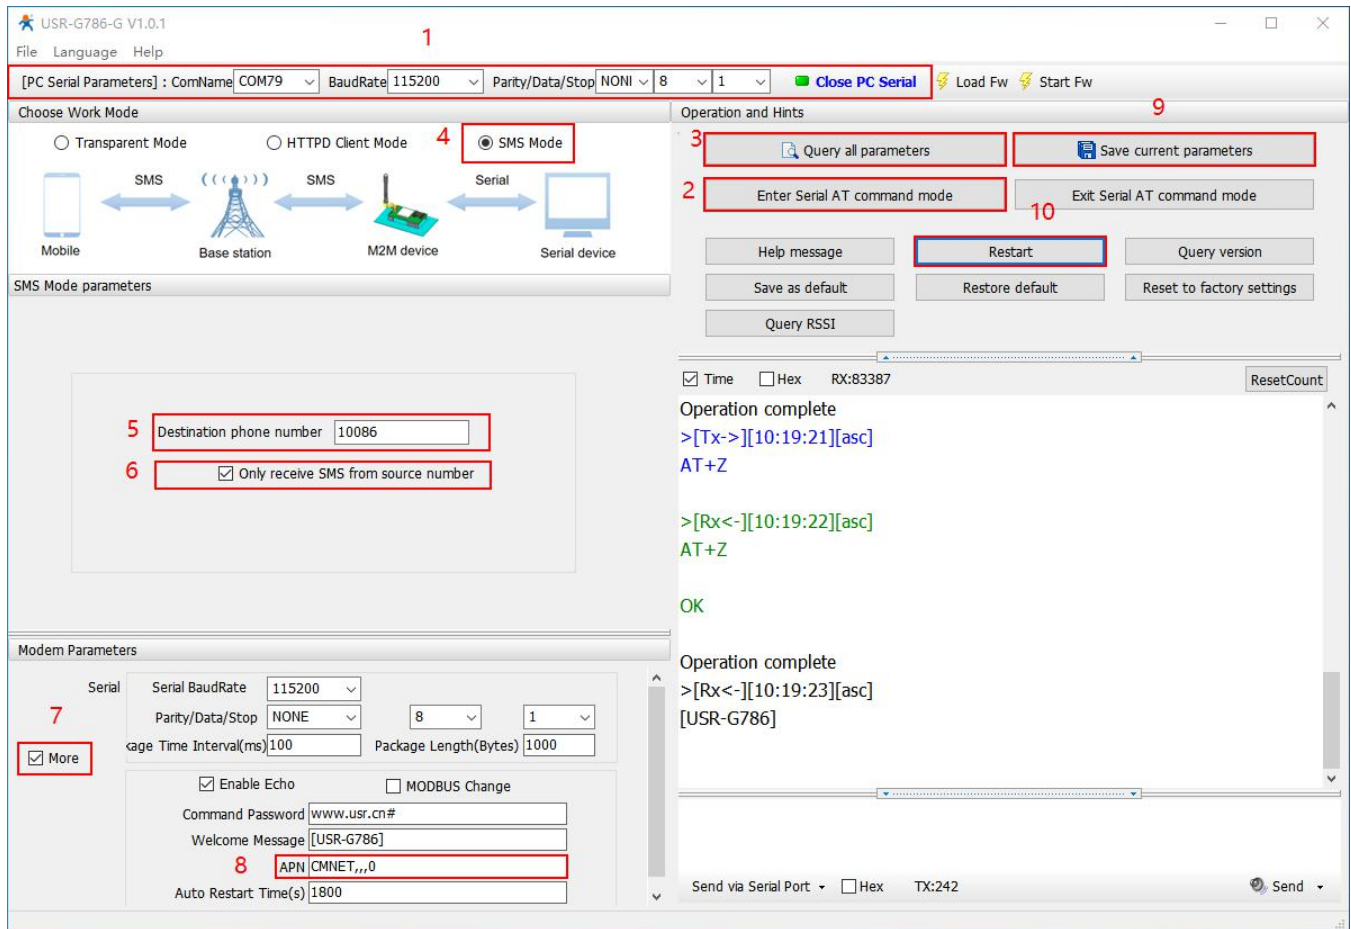 USR-G786-G V1.0.1
File Language Help
1
[PC Serial Parameters] : ComName COM79 BaudRate 115200 Parity/Data/Stop NONI 8 1 Close PC Serial Load Fw Start Fw
Choose Work Mode
Transparent Mode HTTPD Client Mode 4 SMS Mode
SMS SMS Serial
Mobile Base station M2M device Serial device
SMS Mode parameters
5 Destination phone number 10086
6 Only receive SMS from source number
Modem Parameters
Serial Serial BaudRate 115200
7 Parity/Data/Stop NONE 8 1
kage Time Interval(ms) 100 Package Length(Bytes) 1000
More
Enable Echo MODBUS Change
Command Password www.usr.cn#
Welcome Message [USR-G786]
8 APN CMNET,,,0
Auto Restart Time(s) 1800
Operation and Hints
9
3 Query all parameters Save current parameters
2 Enter Serial AT command mode Exit Serial AT command mode
10
Help message Restart Query version
Save as default Restore default Reset to factory settings
Query RSSI
Time Hex RX:83387 ResetCount
Operation complete
>[Tx->][10:19:21][asc]
AT+Z
>[Rx<-][10:19:22][asc]
AT+Z
OK
Operation complete
>[Rx<-][10:19:23][asc]
[USR-G786]
Send via Serial Port Hex TX:242 Send